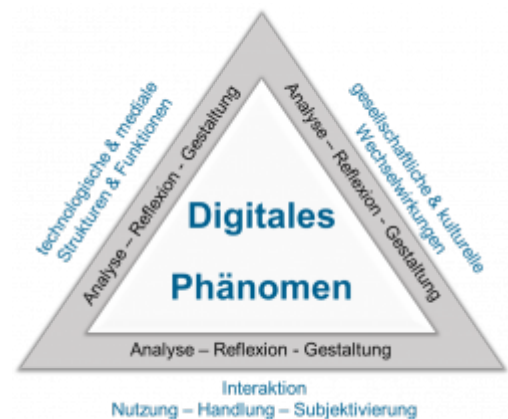 technologische & mediale
Strukturen & Funktionen
Analyse – Reflexion - Gestaltung
gesellschaftliche & kulturelle
Wechselwirkungen
Analyse – Reflexion - Gestaltung
Digitales
Phänomen
Analyse – Reflexion - Gestaltung
Interaktion
Nutzung – Handlung – Subjektivierung